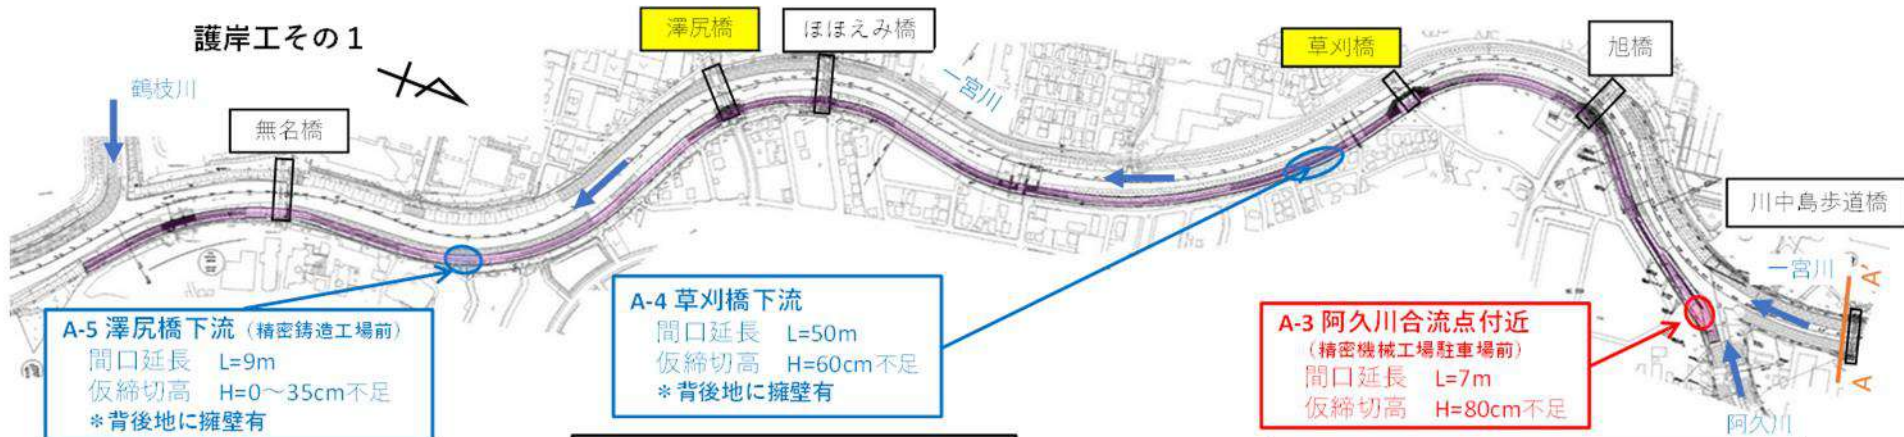 護岸工その1
澤尻橋
ほほえみ橋
草刈橋
旭橋
鶴枝川
一宮川
無名橋
川中島歩道橋
一宮川
A'
A
A-5 澤尻橋下流（精密鋳造工場前）
間口延長 L=9m
仮締切高 H=0～35cm不足
＊背後地に擁壁有
A-4 草刈橋下流
間口延長 L=50m
仮締切高 H=60cm不足
＊背後地に擁壁有
A-3 阿久川合流点付近
（精密機械工場駐車場前）
間口延長 L=7m
仮締切高 H=80cm不足
阿久川